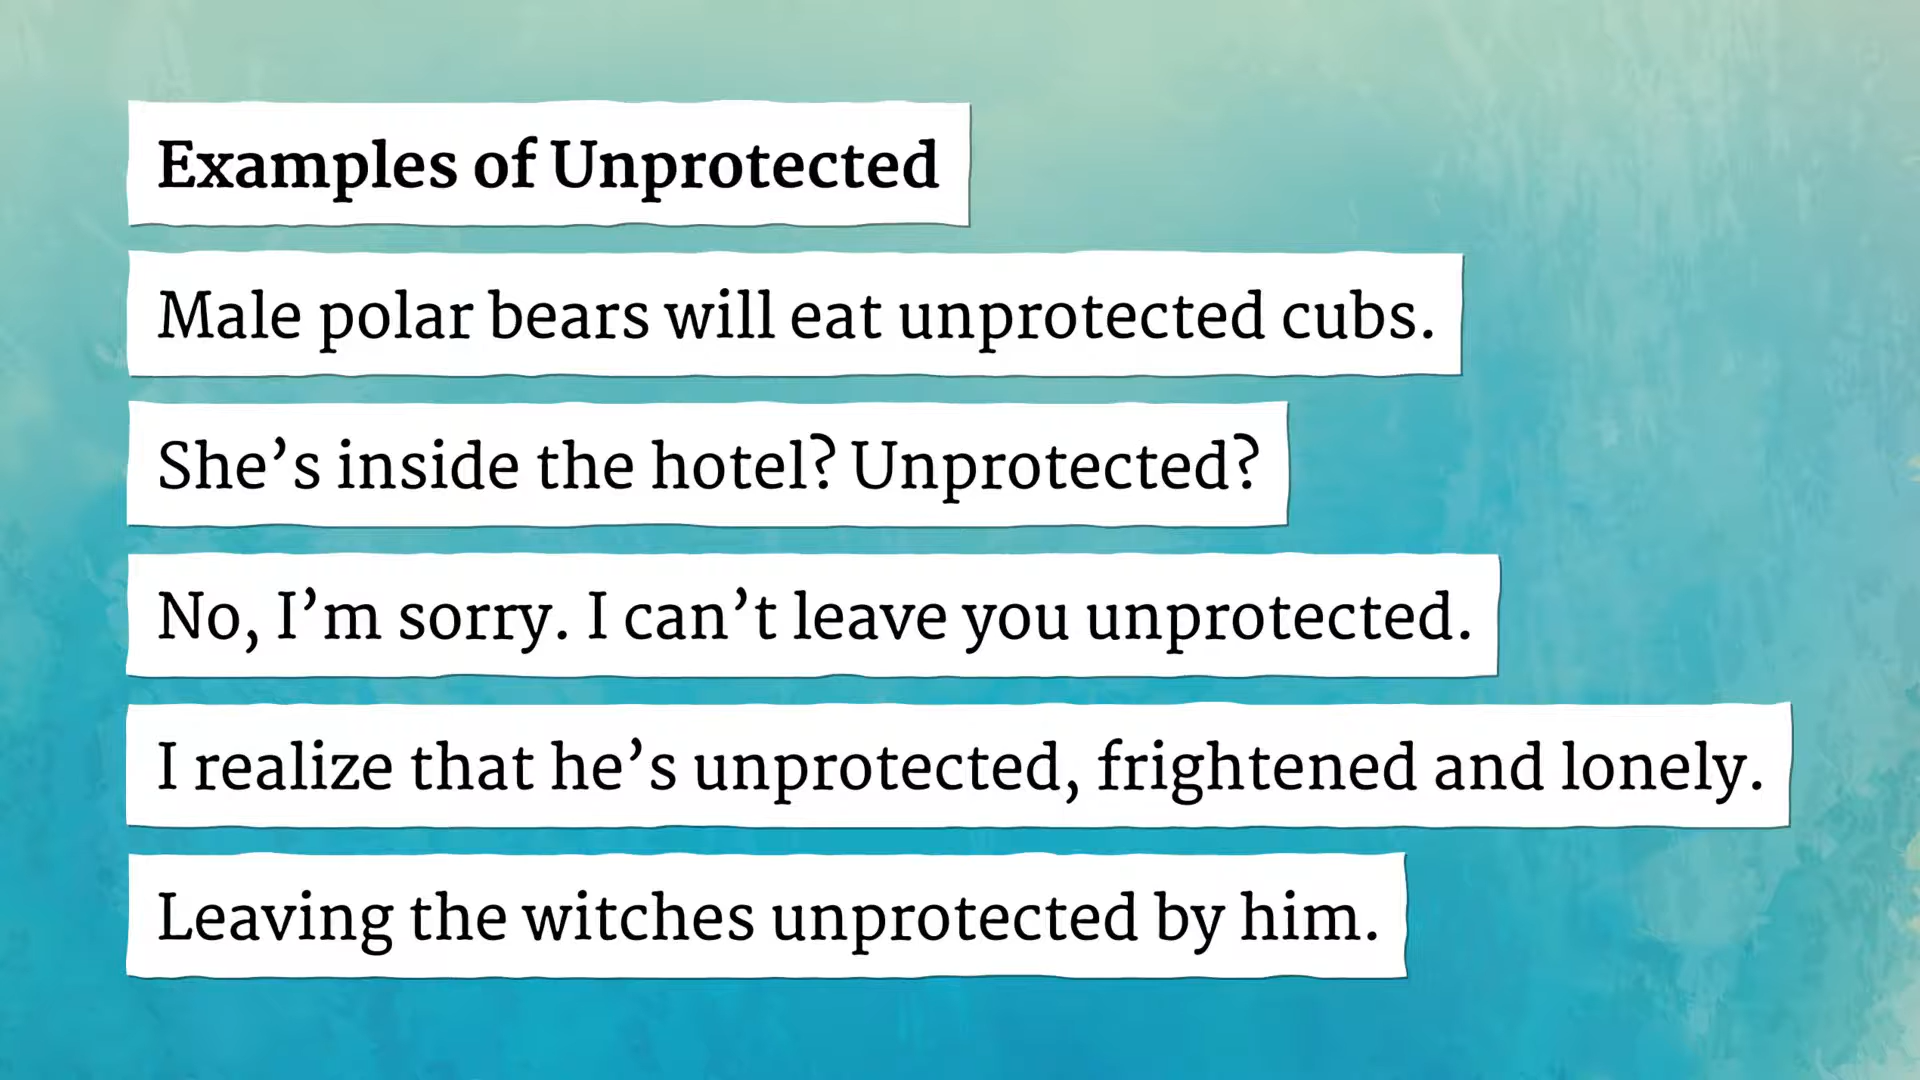 Examples of Unprotected
Male polar bears will eat unprotected cubs.
She’s inside the hotel? Unprotected?
No, I’m sorry. I can’t leave you unprotected.
I realize that he’s unprotected, frightened and lonely.
Leaving the witches unprotected by him.